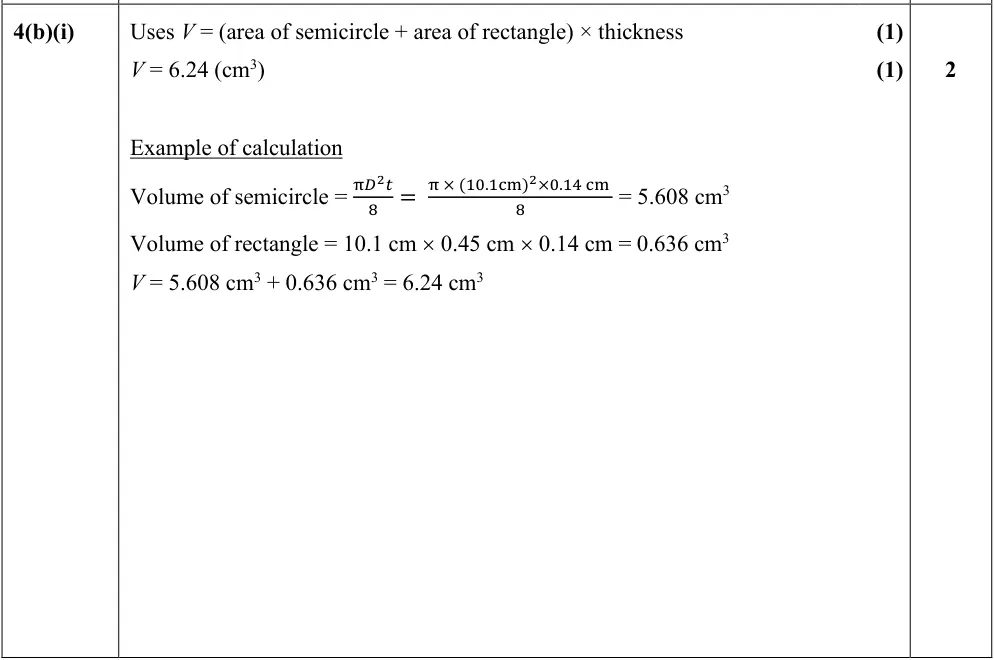 4(b)(i) Uses V = (area of semicircle + area of rectangle) × thickness (1)
V = 6.24 (cm³) (1) 2
Example of calculation
Volume of semicircle = πD²t/8 = π × (10.1cm)²×0.14 cm/8 = 5.608 cm³
Volume of rectangle = 10.1 cm × 0.45 cm × 0.14 cm = 0.636 cm³
V = 5.608 cm³ + 0.636 cm³ = 6.24 cm³